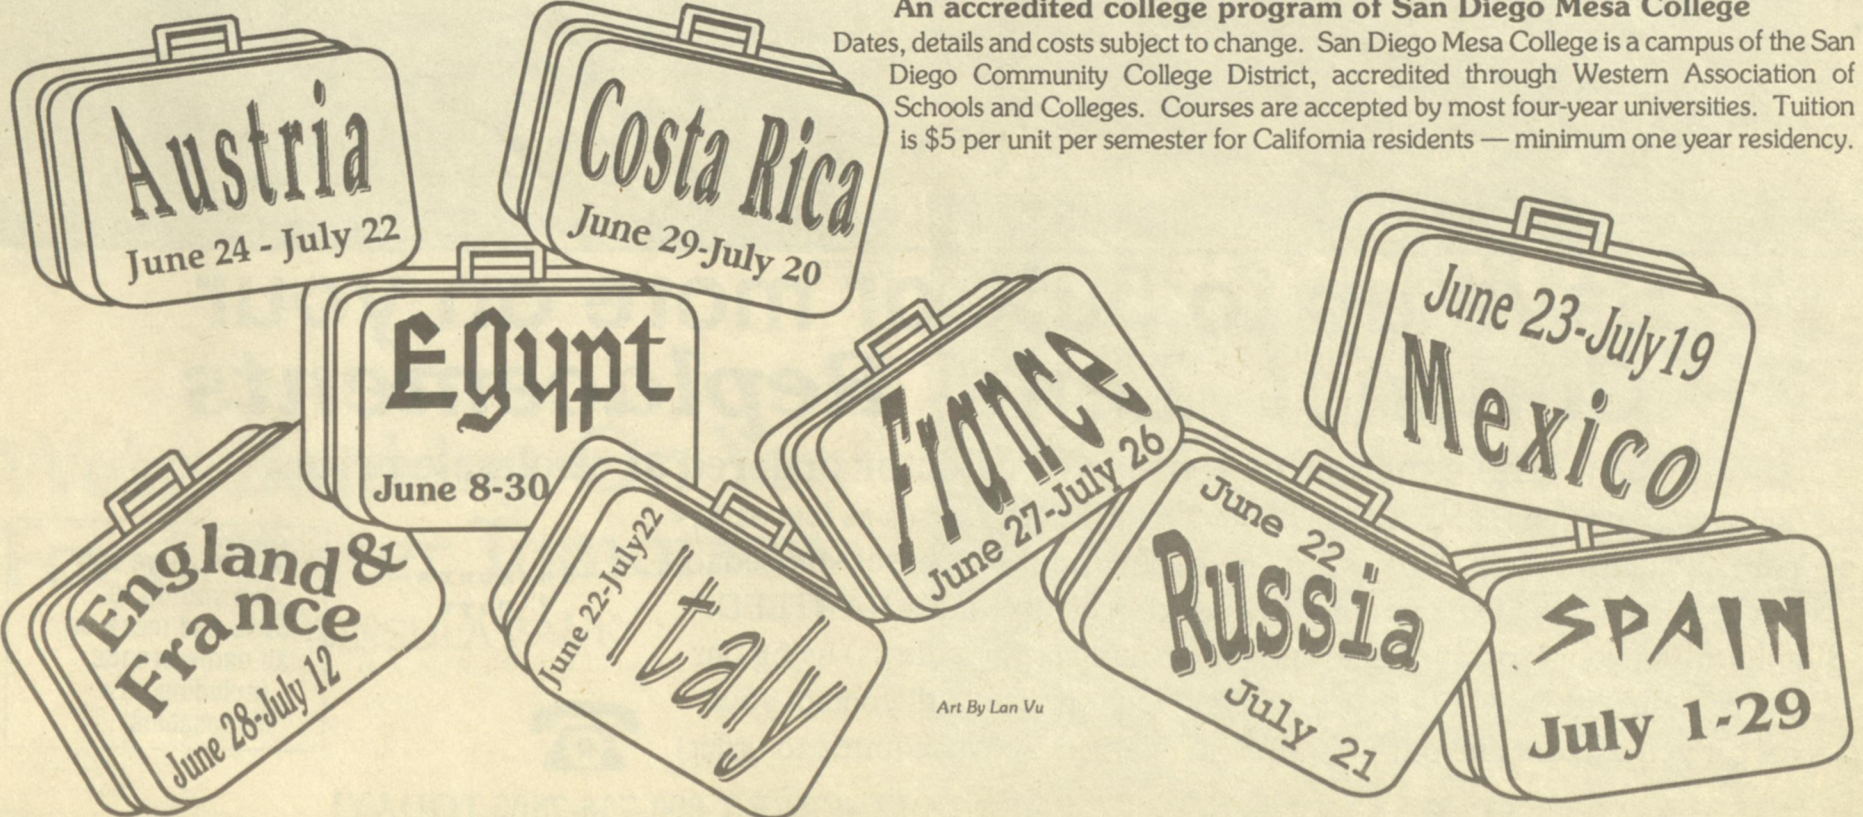 An accredited college program of San Diego Mesa College
Dates, details and costs subject to change. San Diego Mesa College is a campus of the San
Diego Community College District, accredited through Western Association of
Schools and Colleges. Courses are accepted by most four-year universities. Tuition
is $5 per unit per semester for California residents — minimum one year residency.
Austria
June 24 - July 22
Costa Rica
June 29-July 20
Egypt
June 8-30
France
June 27-July 26
June 23-July19
Mexico
England &
France
June 28-July 12
June 22-July22
Italy
June 22
Russia
July 21
SPAIN
July 1-29
Art By Lan Vu